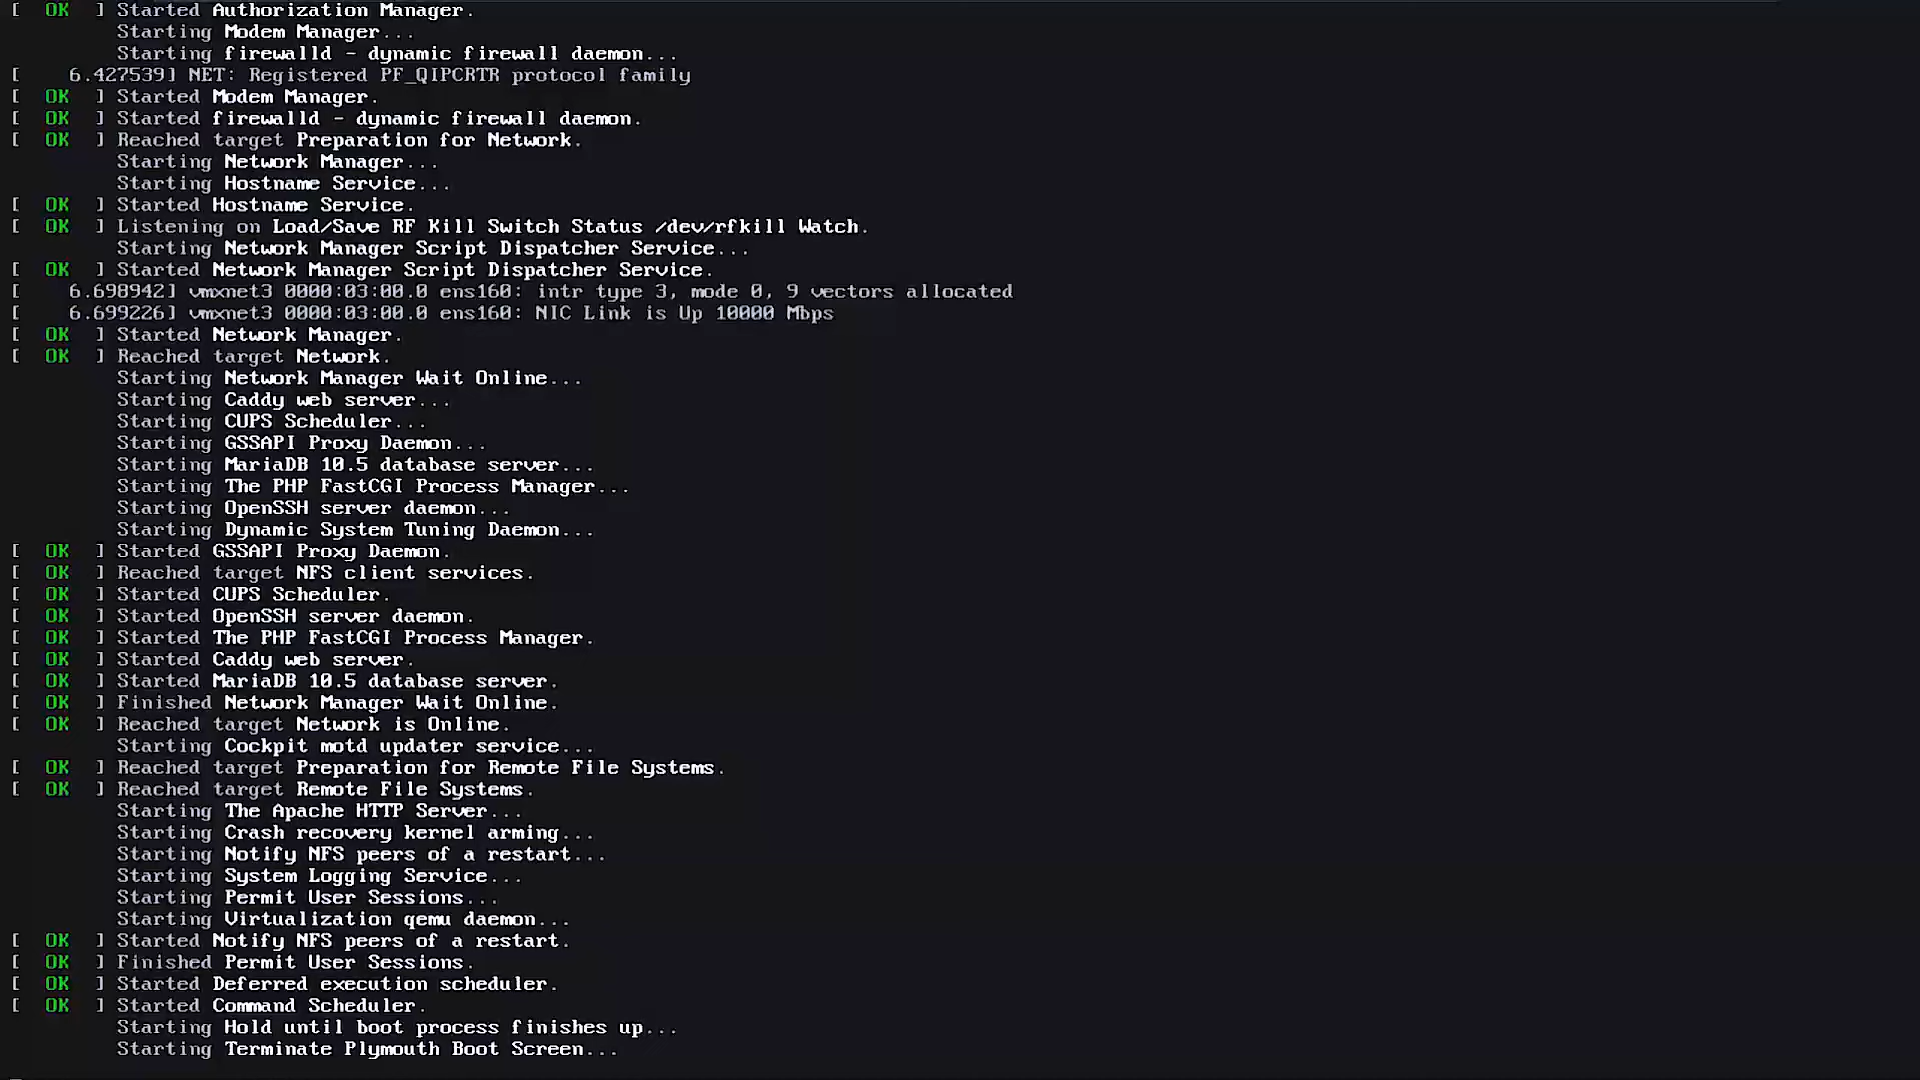 [  OK  ] Started Authorization Manager.
         Starting Modem Manager...
         Starting firewalld - dynamic firewall daemon...
[    6.427539] NET: Registered PF_QIPCRTR protocol family
[  OK  ] Started Modem Manager.
[  OK  ] Started firewalld - dynamic firewall daemon.
[  OK  ] Reached target Preparation for Network.
         Starting Network Manager...
         Starting Hostname Service...
[  OK  ] Started Hostname Service.
[  OK  ] Listening on Load/Save RF Kill Switch Status /dev/rfkill Watch.
         Starting Network Manager Script Dispatcher Service...
[  OK  ] Started Network Manager Script Dispatcher Service.
[    6.698942] vmxnet3 0000:03:00.0 ens160: intr type 3, mode 0, 9 vectors allocated
[    6.699226] vmxnet3 0000:03:00.0 ens160: NIC Link is Up 10000 Mbps
[  OK  ] Started Network Manager.
[  OK  ] Reached target Network.
         Starting Network Manager Wait Online...
         Starting Caddy web server...
         Starting CUPS Scheduler...
         Starting GSSAPI Proxy Daemon...
         Starting MariaDB 10.5 database server...
         Starting The PHP FastCGI Process Manager...
         Starting OpenSSH server daemon...
         Starting Dynamic System Tuning Daemon...
[  OK  ] Started GSSAPI Proxy Daemon.
[  OK  ] Reached target NFS client services.
[  OK  ] Started CUPS Scheduler.
[  OK  ] Started OpenSSH server daemon.
[  OK  ] Started The PHP FastCGI Process Manager.
[  OK  ] Started Caddy web server.
[  OK  ] Started MariaDB 10.5 database server.
[  OK  ] Finished Network Manager Wait Online.
[  OK  ] Reached target Network is Online.
         Starting Cockpit motd updater service...
[  OK  ] Reached target Preparation for Remote File Systems.
[  OK  ] Reached target Remote File Systems.
         Starting The Apache HTTP Server...
         Starting Crash recovery kernel arming...
         Starting Notify NFS peers of a restart...
         Starting System Logging Service...
         Starting Permit User Sessions...
         Starting Virtualization qemu daemon...
[  OK  ] Started Notify NFS peers of a restart.
[  OK  ] Finished Permit User Sessions.
[  OK  ] Started Deferred execution scheduler.
[  OK  ] Started Command Scheduler.
         Starting Hold until boot process finishes up...
         Starting Terminate Plymouth Boot Screen...